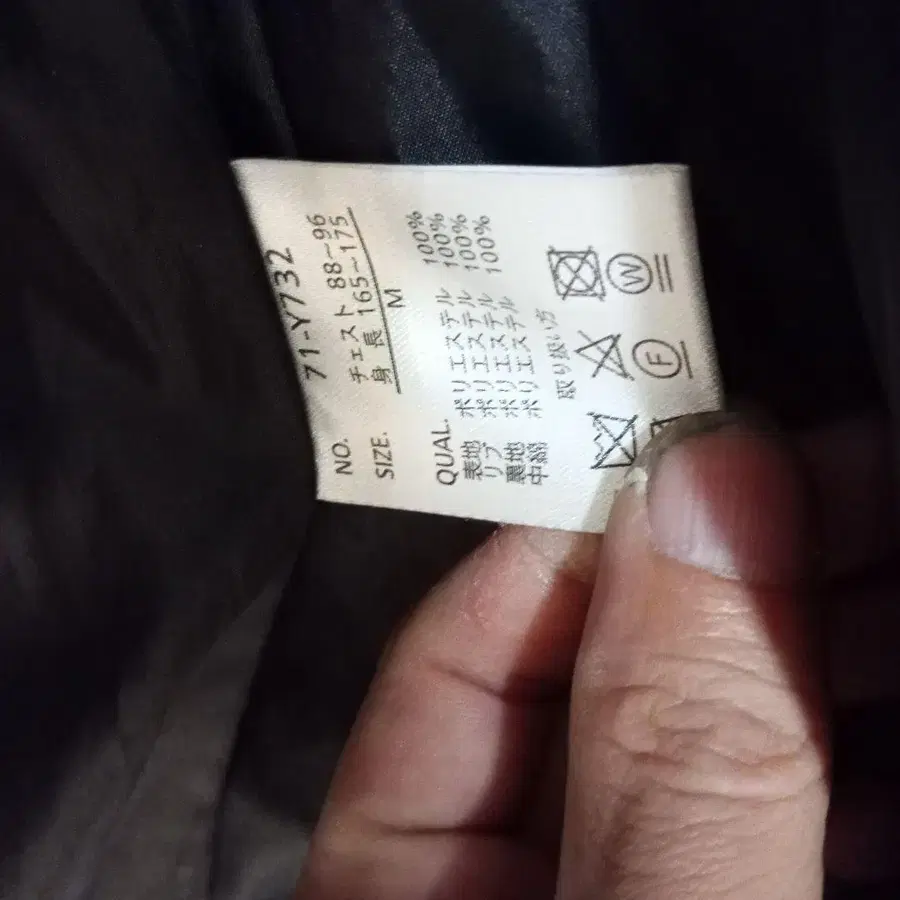 NO. 71-Y732
SIZE. チェスト 88~96
身長 165~175
M
QUAL.
表地 ポリエステル 100%
リブ ポリエステル 100%
裏地 ポリエステル 100%
中綿 ポリエステル 100%
取り扱い方
F
W